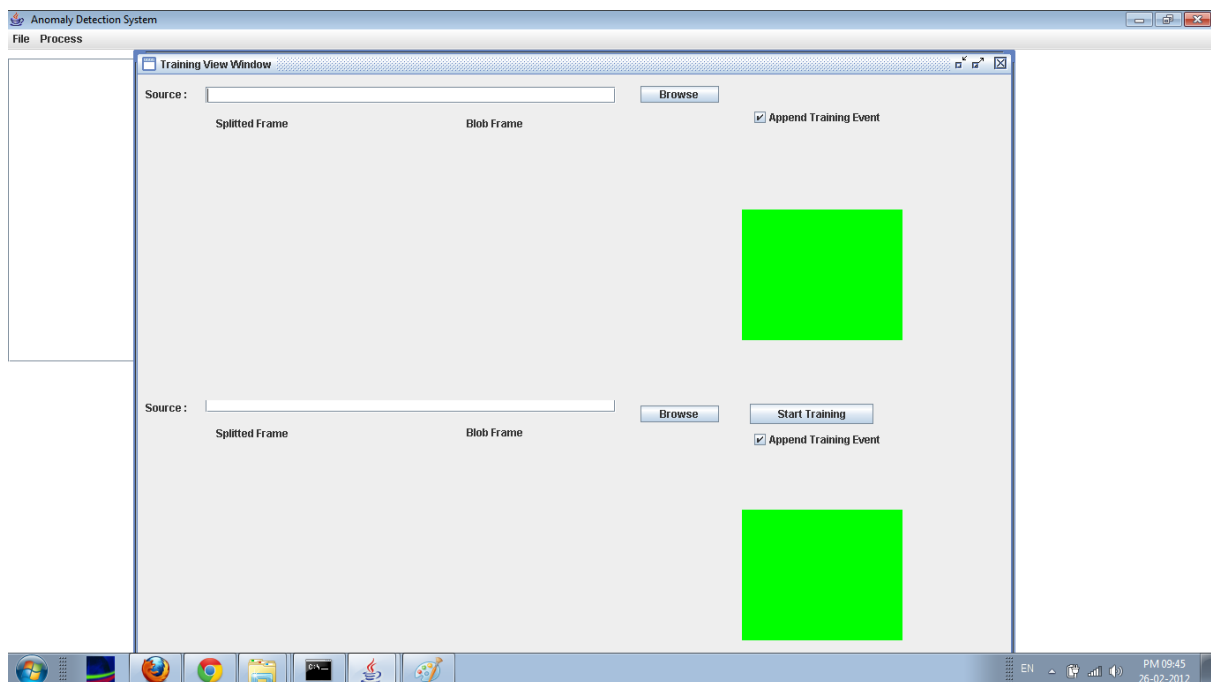 Anomaly Detection System
File Process
Training View Window
Source : Browse
Append Training Event
Splitted Frame Blob Frame
Source : Browse Start Training
Splitted Frame Blob Frame
Append Training Event
C:\
EN
PM 09:45
26-02-2012